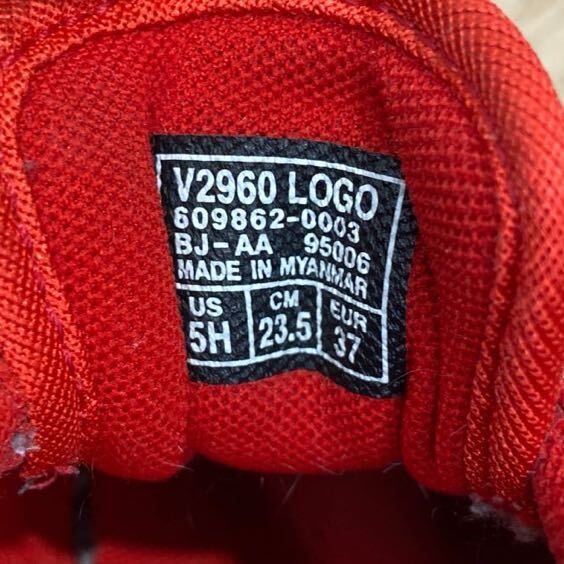 V2960 LOGO
609862-0003
BJ-AA 95006
MADE IN MYANMAR
US CM EUR
5H 23.5 37